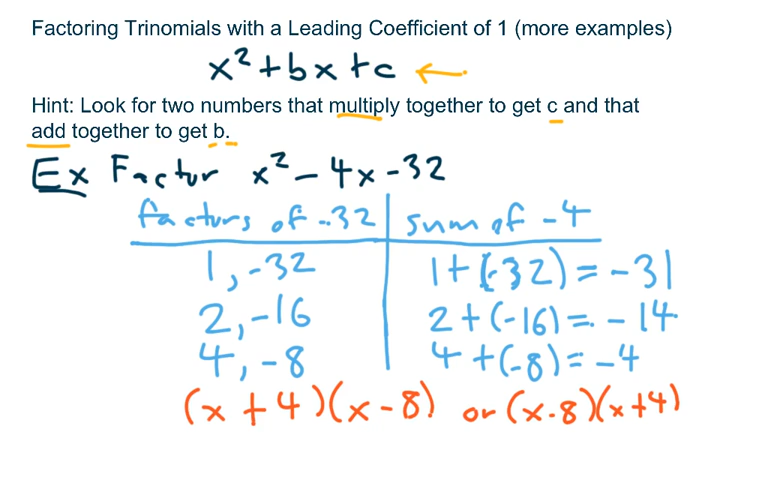 Factoring Trinomials with a Leading Coefficient of 1 (more examples)
x² + bx + c ←
Hint: Look for two numbers that multiply together to get c and that
add together to get b.
Ex Factor x² - 4x - 32
factors of -32 | sum of -4
1, -32 | 1 + (-32) = -31
2, -16 | 2 + (-16) = - 14
4, -8 | 4 + (-8) = -4
(x + 4)(x - 8) or (x - 8)(x + 4)